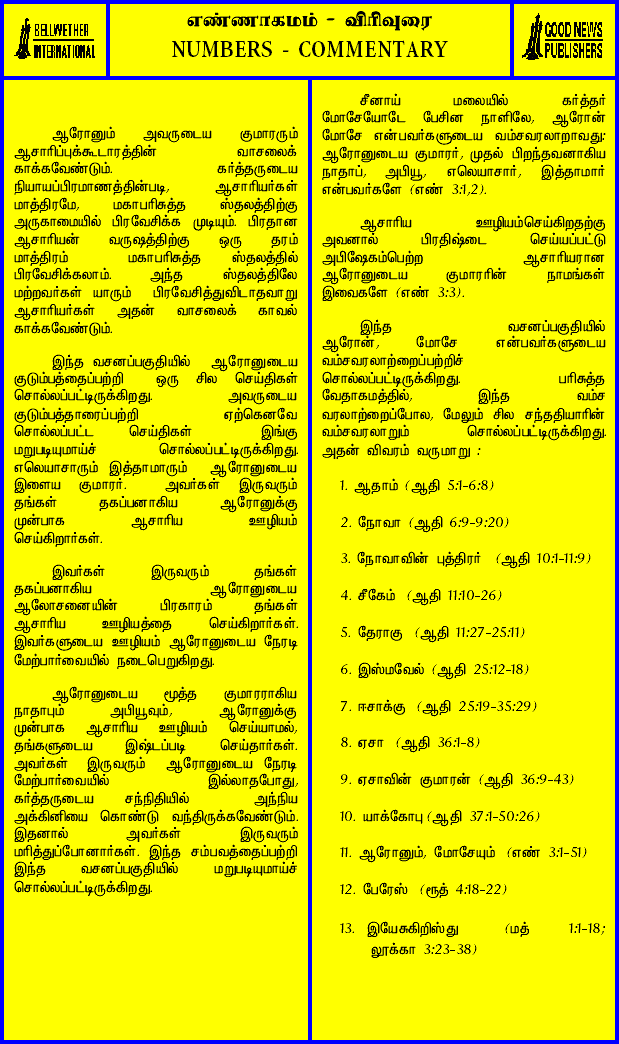 BELLWETHER
INTERNATIONAL
எண்ணாகமம் - விரிவுரை
NUMBERS - COMMENTARY
GOOD NEWS
PUBLISHERS
ஆரோனும் அவருடைய குமாரரும்
ஆசாரிப்புக்கூடாரத்தின் வாசலைக்
காக்கவேண்டும். கர்த்தருடைய
நியாயப்பிரமாணத்தின்படி, ஆசாரியர்கள்
மாத்திரமே, மகாபரிசுத்த ஸ்தலத்திற்கு
அருகாமையில் பிரவேசிக்க முடியும். பிரதான
ஆசாரியன் வருஷத்திற்கு ஒரு தரம்
மாத்திரம் மகாபரிசுத்த ஸ்தலத்தில்
பிரவேசிக்கலாம். அந்த ஸ்தலத்திலே
மற்றவர்கள் யாரும் பிரவேசித்துவிடாதவாறு
ஆசாரியர்கள் அதன் வாசலைக் காவல்
காக்கவேண்டும்.
இந்த வசனப்பகுதியில் ஆரோனுடைய
குடும்பத்தைப்பற்றி ஒரு சில செய்திகள்
சொல்லப்பட்டிருக்கிறது. அவருடைய
குடும்பத்தாரைப்பற்றி ஏற்கெனவே
சொல்லப்பட்ட செய்திகள் இங்கு
மறுபடியுமாய்ச் சொல்லப்பட்டிருக்கிறது.
எலெயாசாரும் இத்தாமாரும் ஆரோனுடைய
இளைய குமாரர். அவர்கள் இருவரும்
தங்கள் தகப்பனாகிய ஆரோனுக்கு
முன்பாக ஆசாரிய ஊழியம்
செய்கிறார்கள்.
இவர்கள் இருவரும் தங்கள்
தகப்பனாகிய ஆரோனுடைய
ஆலோசனையின் பிரகாரம் தங்கள்
ஆசாரிய ஊழியத்தை செய்கிறார்கள்.
இவர்களுடைய ஊழியம் ஆரோனுடைய நேரடி
மேற்பார்வையில் நடைபெறுகிறது.
ஆரோனுடைய மூத்த குமாரராகிய
நாதாபும் அபியூவும், ஆரோனுக்கு
முன்பாக ஆசாரிய ஊழியம் செய்யாமல்,
தங்களுடைய இஷ்டப்படி செய்தார்கள்.
அவர்கள் இருவரும் ஆரோனுடைய நேரடி
மேற்பார்வையில் இல்லாதபோது,
கர்த்தருடைய சந்நிதியில் அந்நிய
அக்கினியை கொண்டு வந்திருக்கவேண்டும்.
இதனால் அவர்கள் இருவரும்
மரித்துப்போனார்கள். இந்த சம்பவத்தைப்பற்றி
இந்த வசனப்பகுதியில் மறுபடியுமாய்ச்
சொல்லப்பட்டிருக்கிறது.
சீனாய் மலையில் கர்த்தர்
மோசேயோடே பேசின நாளிலே, ஆரோன்
மோசே என்பவர்களுடைய வம்சவரலாறாவது:
ஆரோனுடைய குமாரர், முதல் பிறந்தவனாகிய
நாதாப், அபியூ, எலெயாசார், இத்தாமார்
என்பவர்களே (எண் 3:1,2).
ஆசாரிய ஊழியம்செய்கிறதற்கு
அவனால் பிரதிஷ்டை செய்யப்பட்டு
அபிஷேகம்பெற்ற ஆசாரியரான
ஆரோனுடைய குமாரரின் நாமங்கள்
இவைகளே (எண் 3:3).
இந்த வசனப்பகுதியில்
ஆரோன், மோசே என்பவர்களுடைய
வம்சவரலாற்றைப்பற்றிச்
சொல்லப்பட்டிருக்கிறது. பரிசுத்த
வேதாகமத்தில், இந்த வம்ச
வரலாற்றைப்போல, மேலும் சில சந்ததியாரின்
வம்சவரலாறும் சொல்லப்பட்டிருக்கிறது.
அதன் விவரம் வருமாறு :
1. ஆதாம் (ஆதி 5:1-6:8)
2. நோவா (ஆதி 6:9-9:20)
3. நோவாவின் புத்திரர் (ஆதி 10:1-11:9)
4. சீகேம் (ஆதி 11:10-26)
5. தேராகு (ஆதி 11:27-25:11)
6. இஸ்மவேல் (ஆதி 25:12-18)
7. ஈசாக்கு (ஆதி 25:19-35:29)
8. ஏசா (ஆதி 36:1-8)
9. ஏசாவின் குமாரன் (ஆதி 36:9-43)
10. யாக்கோபு (ஆதி 37:1-50:26)
11. ஆரோனும், மோசேயும் (எண் 3:1-51)
12. பேரேஸ் (ரூத் 4:18-22)
13. இயேசுகிறிஸ்து (மத் 1:1-18;
லூக்கா 3:23-38)